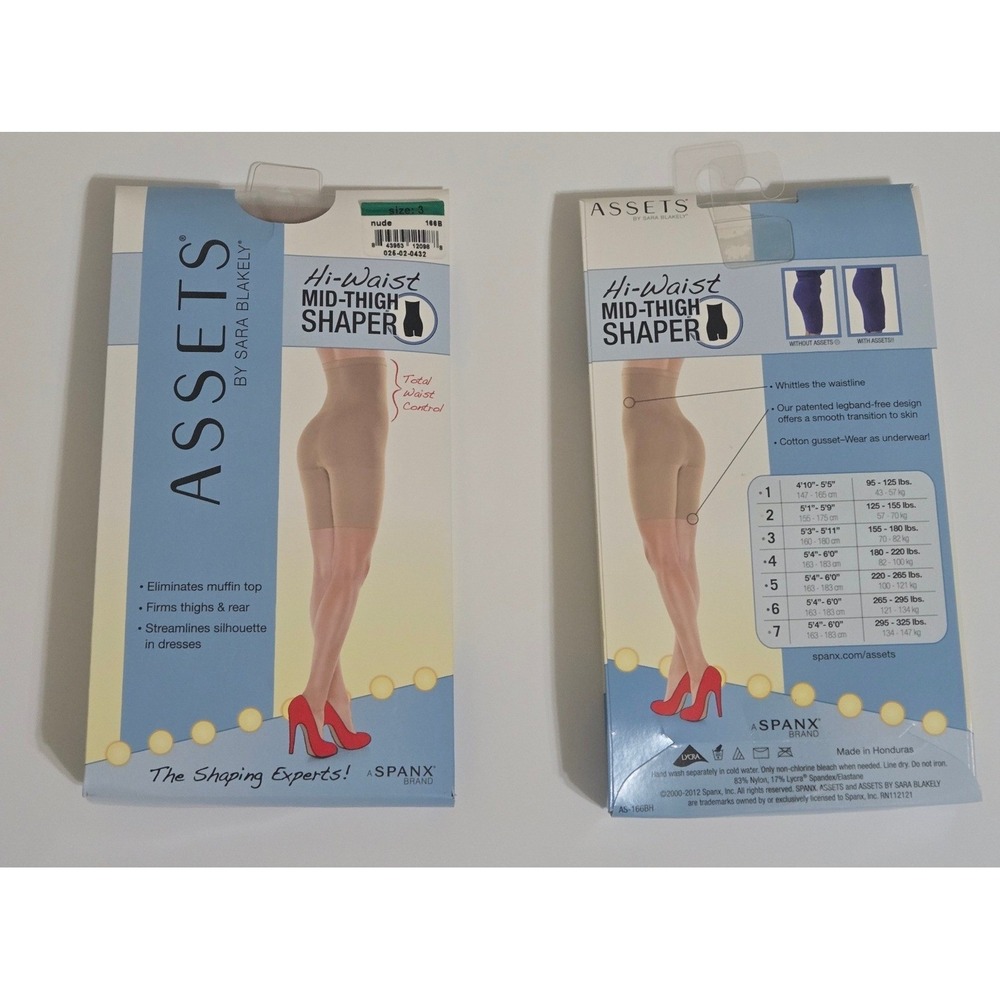 ASSETS®
BY SARA BLAKELY®
size: 3
nude 166B
8 43953 12098 8
025-02-0432
Hi-Waist
MID-THIGH
SHAPER
Total
Waist
Control
• Eliminates muffin top
• Firms thighs & rear
• Streamlines silhouette
in dresses
The Shaping Experts!
A SPANX®
BRAND
ASSETS®
BY SARA BLAKELY®
Hi-Waist
MID-THIGH
SHAPER
WITHOUT ASSETS
WITH ASSETS!!
• Whittles the waistline
• Our patented legband-free design
offers a smooth transition to skin
• Cotton gusset–Wear as underwear!
• 1 4'10"- 5'5" 95 - 125 lbs.
147 - 165 cm 43 - 57 kg
2 5'1"- 5'9" 125 - 155 lbs.
155 - 175 cm 57 - 70 kg
• 3 5'3"- 5'11" 155 - 180 lbs.
160 - 180 cm 70 - 82 kg
• 4 5'4"- 6'0" 180 - 220 lbs.
163 - 183 cm 82 - 100 kg
• 5 5'4"- 6'0" 220 - 265 lbs.
163 - 183 cm 100 - 121 kg
• 6 5'4"- 6'0" 265 - 295 lbs.
163 - 183 cm 121 - 134 kg
• 7 5'4"- 6'0" 295 - 325 lbs.
163 - 183 cm 134 - 147 kg
spanx.com/assets
A SPANX®
BRAND
LYCRA
Made in Honduras
Hand wash separately in cold water. Only non-chlorine bleach when needed. Line dry. Do not iron.
83% Nylon, 17% Lycra® Spandex/Elastane
©2000-2012 Spanx, Inc. All rights reserved. SPANX, ASSETS and ASSETS BY SARA BLAKELY
are trademarks owned by or exclusively licensed to Spanx, Inc. RN112121
AS-166BH